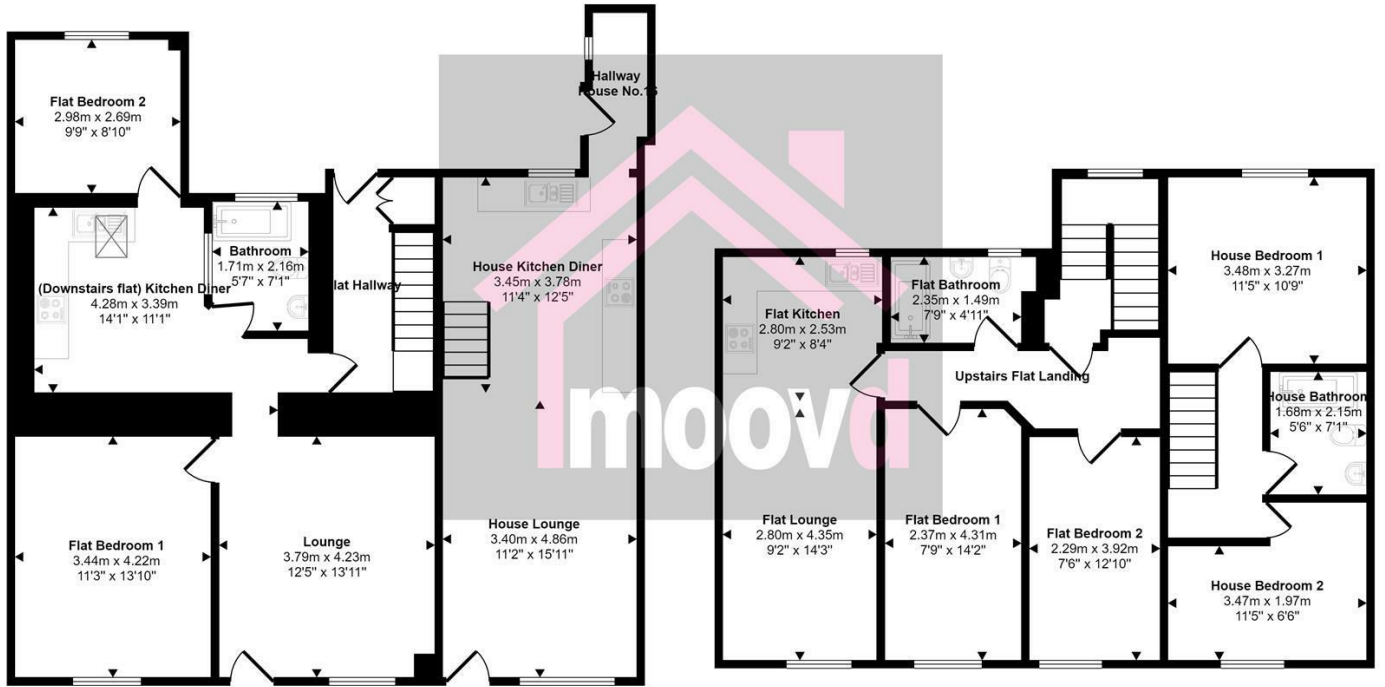 Flat Bedroom 2
2.98m x 2.69m
9'9" x 8'10"
Hallway
House No.16
(Downstairs flat) Kitchen Diner
4.28m x 3.39m
14'1" x 11'1"
Bathroom
1.71m x 2.16m
5'7" x 7'1"
Flat Hallway
House Kitchen Diner
3.45m x 3.78m
11'4" x 12'5"
Flat Bedroom 1
3.44m x 4.22m
11'3" x 13'10"
Lounge
3.79m x 4.23m
12'5" x 13'11"
House Lounge
3.40m x 4.86m
11'2" x 15'11"
moovd
Flat Kitchen
2.80m x 2.53m
9'2" x 8'4"
Flat Bathroom
2.35m x 1.49m
7'9" x 4'11"
Upstairs Flat Landing
House Bedroom 1
3.48m x 3.27m
11'5" x 10'9"
House Bathroom
1.68m x 2.15m
5'6" x 7'1"
Flat Lounge
2.80m x 4.35m
9'2" x 14'3"
Flat Bedroom 1
2.37m x 4.31m
7'9" x 14'2"
Flat Bedroom 2
2.29m x 3.92m
7'6" x 12'10"
House Bedroom 2
3.47m x 1.97m
11'5" x 6'6"